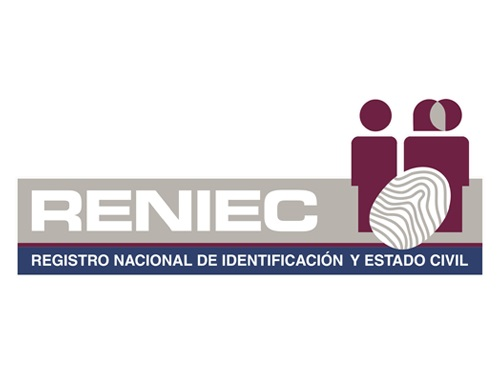 RENIEC
REGISTRO NACIONAL DE IDENTIFICACIÓN Y ESTADO CIVIL